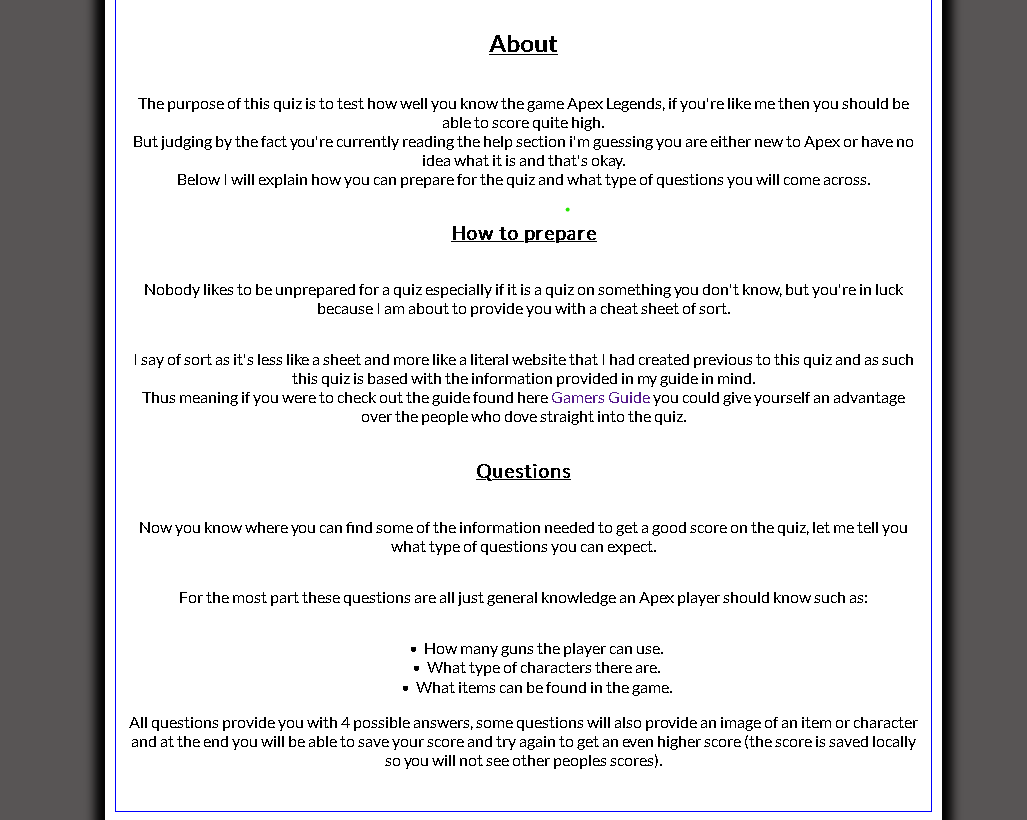 About
The purpose of this quiz is to test how well you know the game Apex Legends, if you're like me then you should be
able to score quite high.
But judging by the fact you're currently reading the help section i'm guessing you are either new to Apex or have no
idea what it is and that's okay.
Below I will explain how you can prepare for the quiz and what type of questions you will come across.
How to prepare
Nobody likes to be unprepared for a quiz especially if it is a quiz on something you don't know, but you're in luck
because I am about to provide you with a cheat sheet of sort.
I say of sort as it's less like a sheet and more like a literal website that I had created previous to this quiz and as such
this quiz is based with the information provided in my guide in mind.
Thus meaning if you were to check out the guide found here Gamers Guide you could give yourself an advantage
over the people who dove straight into the quiz.
Questions
Now you know where you can find some of the information needed to get a good score on the quiz, let me tell you
what type of questions you can expect.
For the most part these questions are all just general knowledge an Apex player should know such as:
• How many guns the player can use.
• What type of characters there are.
• What items can be found in the game.
All questions provide you with 4 possible answers, some questions will also provide an image of an item or character
and at the end you will be able to save your score and try again to get an even higher score (the score is saved locally
so you will not see other peoples scores).